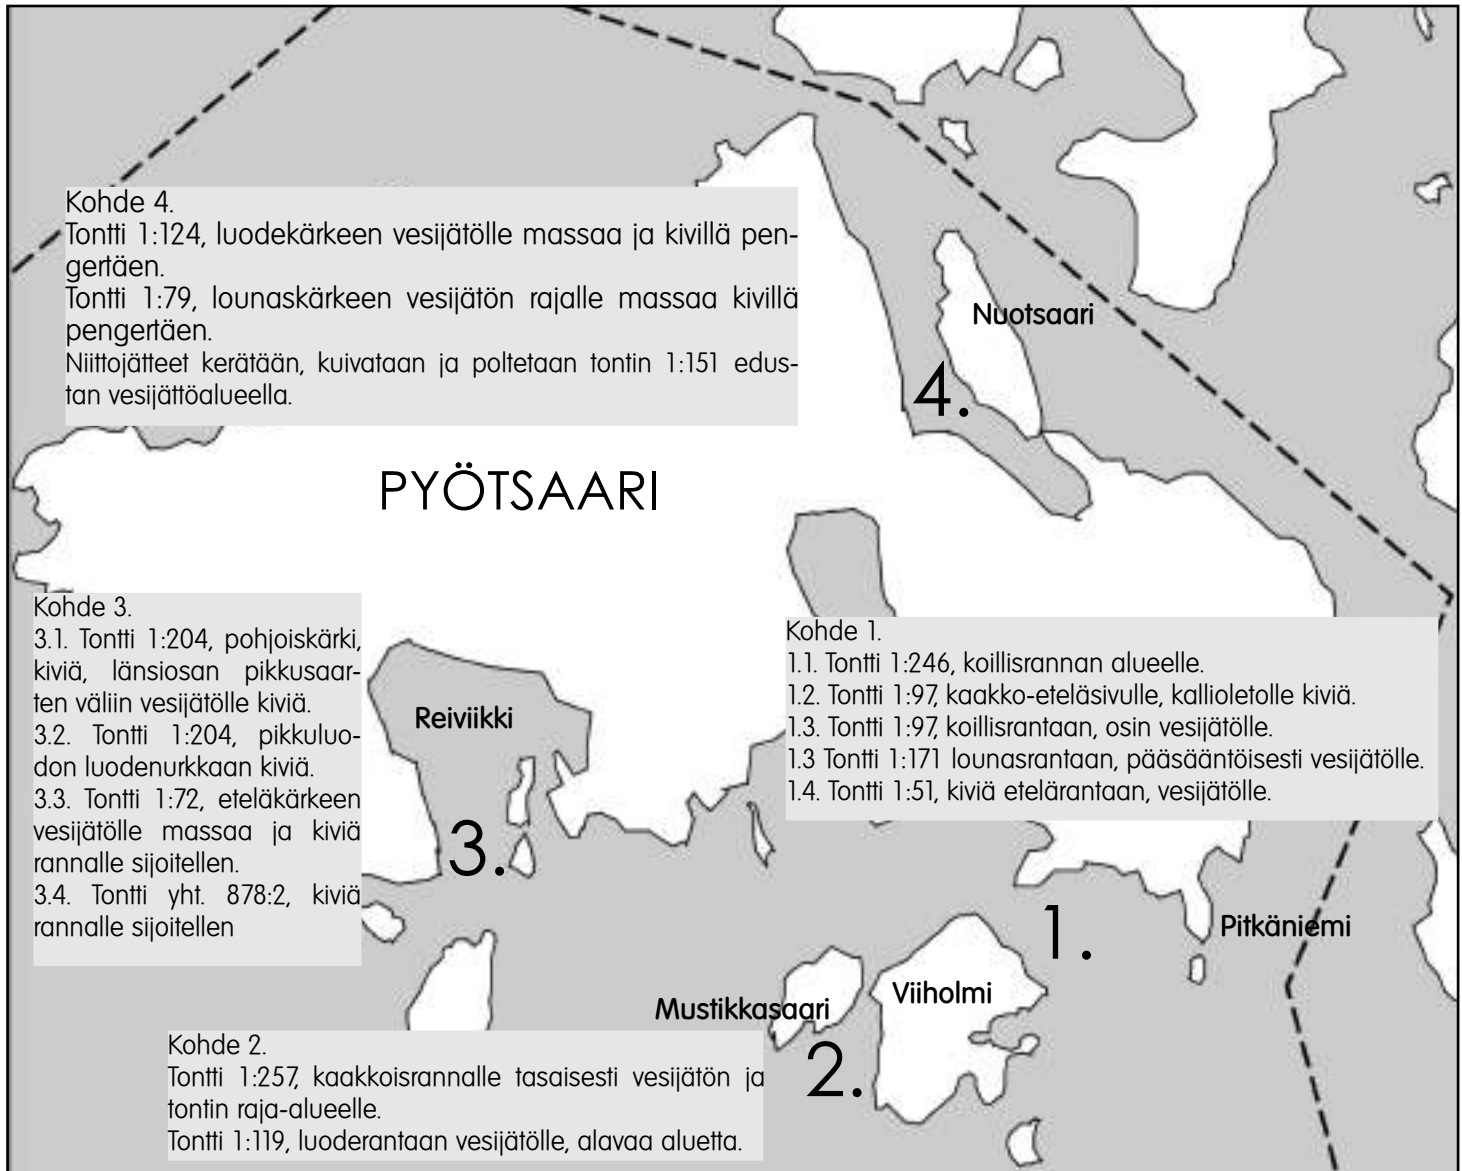 Kohde 4.
Tontti 1:124, luodekärkeen vesijätölle massaa ja kivillä pen-
gertäen.
Tontti 1:79, lounaskärkeen vesijätön rajalle massaa kivillä
pengertäen.
Niittojätteet kerätään, kuivataan ja poltetaan tontin 1:151 edus-
tan vesijättöalueella.
Nuotsaari
4.
PYÖTSAARI
Kohde 3.
3.1. Tontti 1:204, pohjoiskärki,
kiviä, länsiosan pikkusaar-
ten väliin vesijätölle kiviä.
3.2. Tontti 1:204, pikkuluo-
don luodenurkkaan kiviä.
3.3. Tontti 1:72, eteläkärkeen
vesijätölle massaa ja kiviä
rannalle sijoitellen.
3.4. Tontti yht. 878:2, kiviä
rannalle sijoitellen
Reiviikki
3.
Kohde 1.
1.1. Tontti 1:246, koillisrannan alueelle.
1.2. Tontti 1:97, kaakko-eteläsivulle, kallioletolle kiviä.
1.3. Tontti 1:97, koillisrantaan, osin vesijätölle.
1.3 Tontti 1:171 lounasrantaan, pääsääntöisesti vesijätölle.
1.4. Tontti 1:51, kiviä etelärantaan, vesijätölle.
1.
Pitkäniemi
Viiholmi
Mustikkasaari
2.
Kohde 2.
Tontti 1:257, kaakkoisrannalle tasaisesti vesijätön ja
tontin raja-alueelle.
Tontti 1:119, luoderantaan vesijätölle, alavaa aluetta.